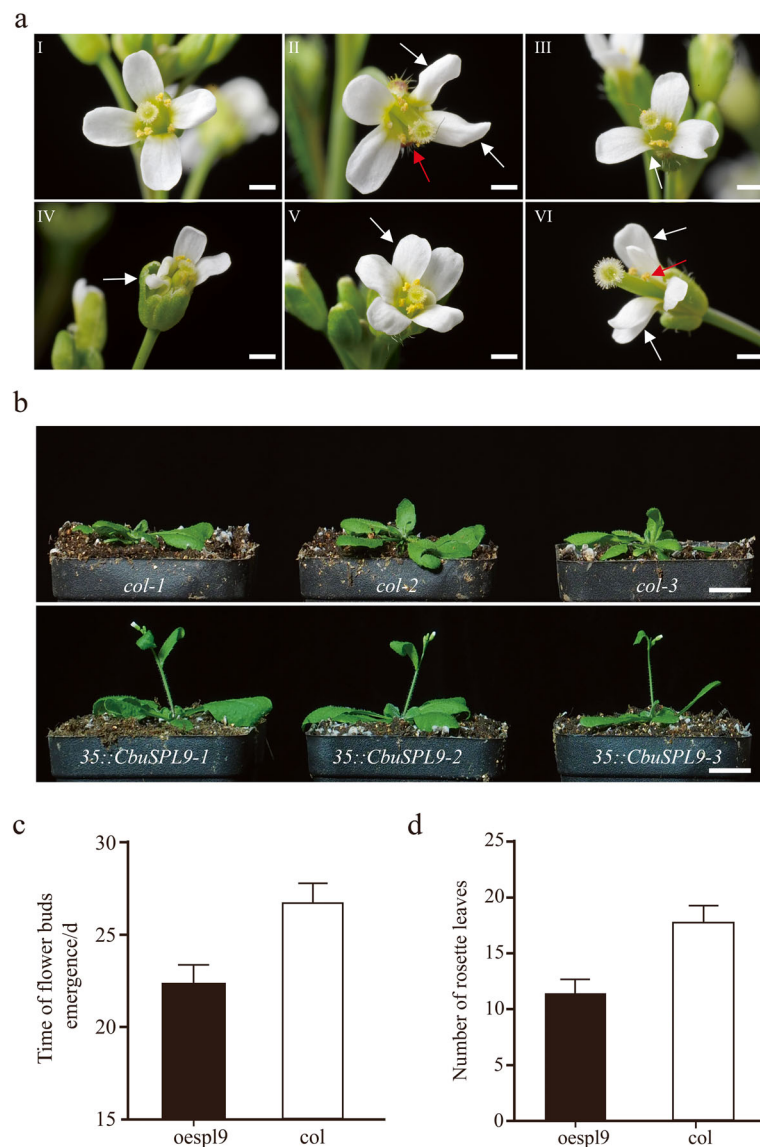 a
I
II
III
IV
V
VI
b
col-1
col-2
col-3
35::CbuSPL9-1
35::CbuSPL9-2
35::CbuSPL9-3
c
Time of flower buds
emergence/d
30
26
22
20
15
oespl9
col
d
Number of rosette leaves
25
20
15
10
5
0
oespl9
col